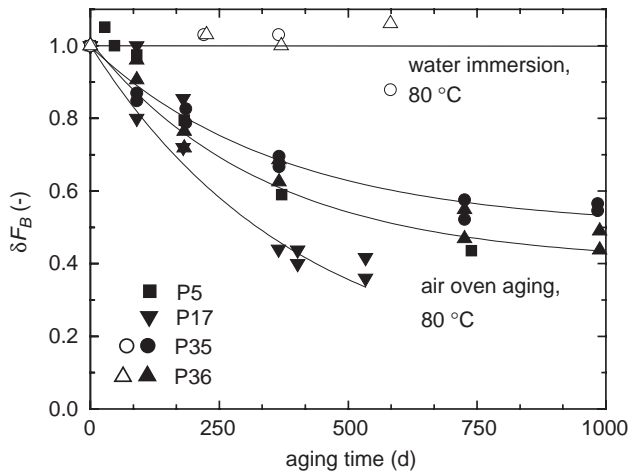 1.0
0.8
0.6
0.4
0.2
0.0
δF_B (-)
water immersion,
80 °C
air oven aging,
80 °C
P5
P17
P35
P36
0 250 500 750 1000
aging time (d)